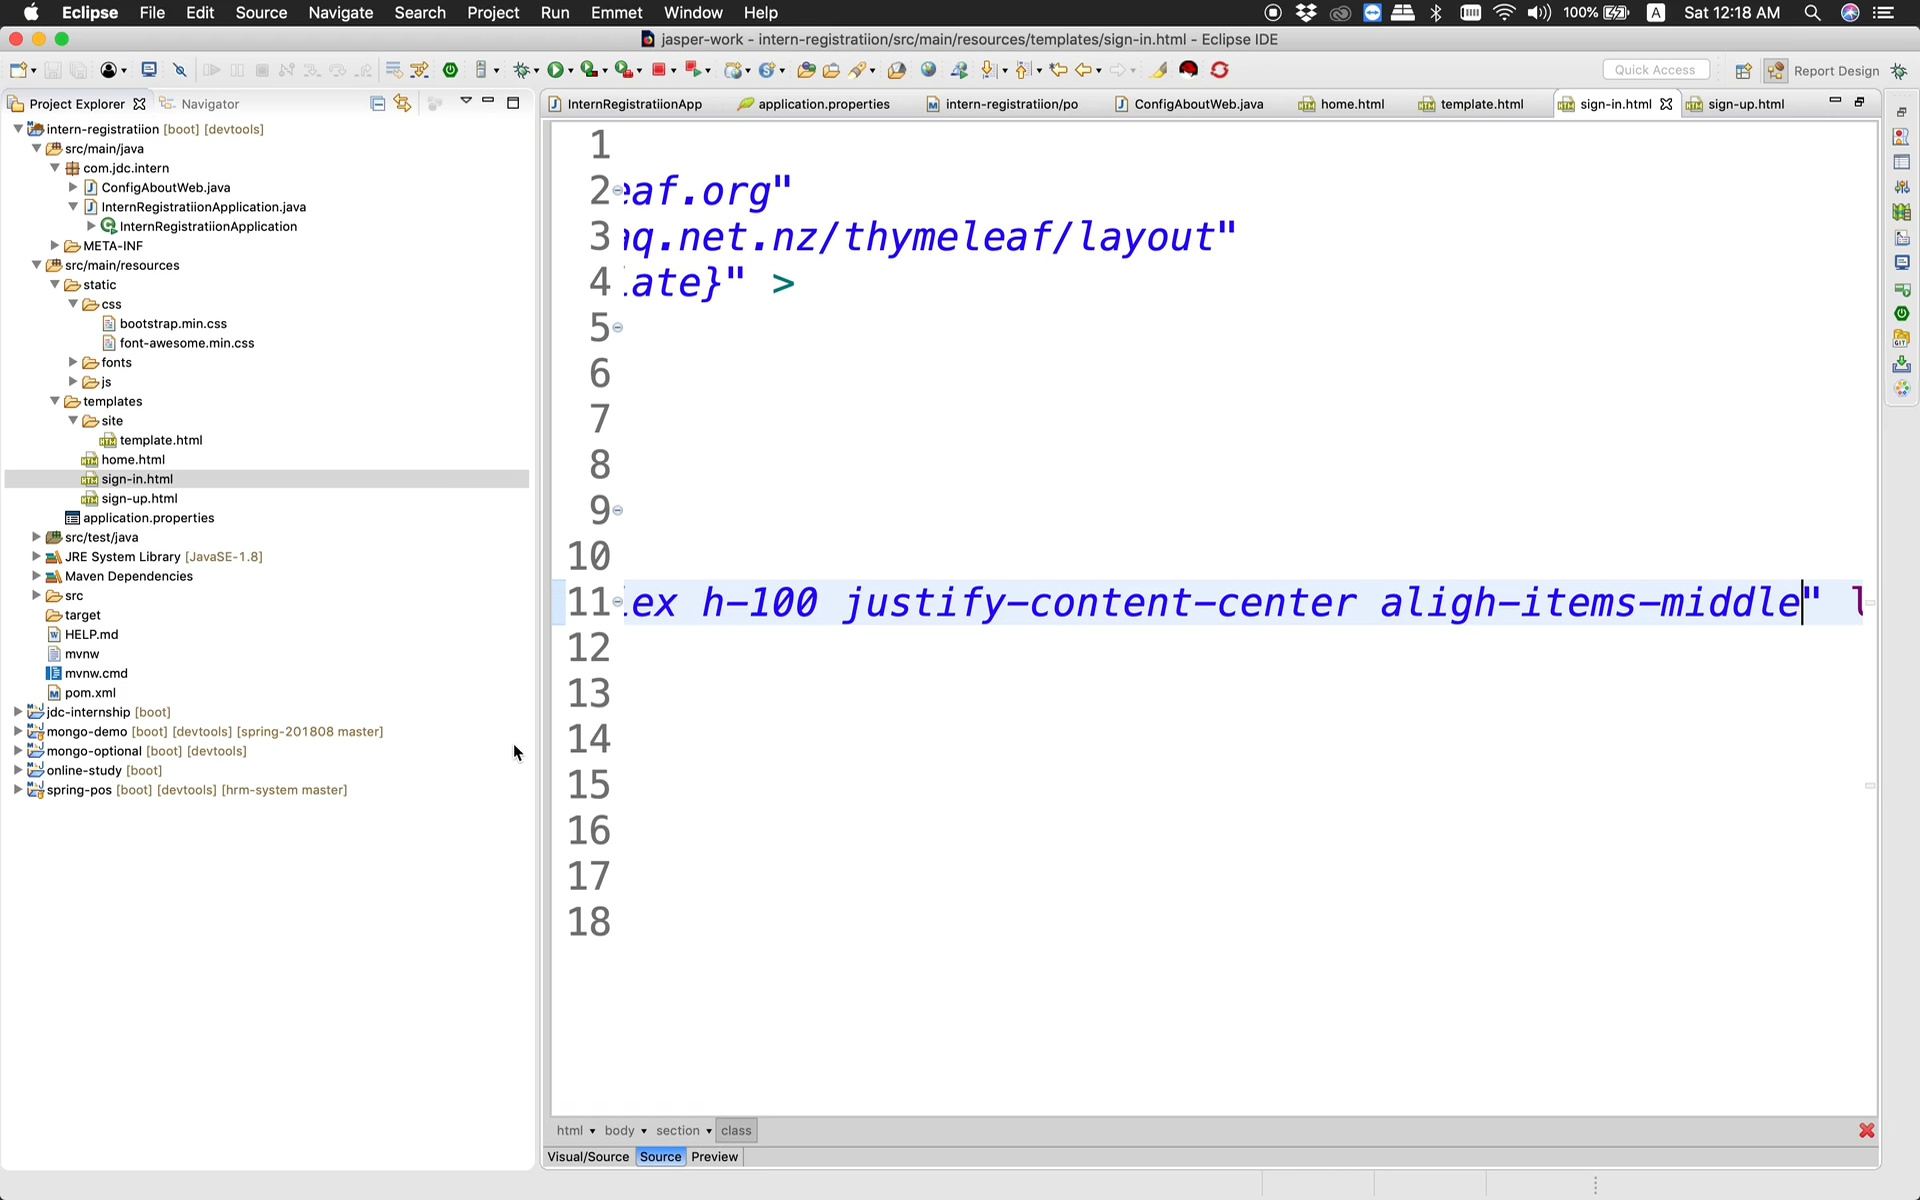 Eclipse File Edit Source Navigate Search Project Run Emmet Window Help 100% A Sat 12:18 AM
jasper-work - intern-registratiion/src/main/resources/templates/sign-in.html - Eclipse IDE
Quick Access Report Design
Project Explorer Navigator
InternRegistratiionApp application.properties intern-registratiion/po ConfigAboutWeb.java home.html template.html sign-in.html sign-up.html
intern-registratiion [boot] [devtools]
src/main/java
com.jdc.intern
ConfigAboutWeb.java
InternRegistratiionApplication.java
InternRegistratiionApplication
META-INF
src/main/resources
static
css
bootstrap.min.css
font-awesome.min.css
fonts
js
templates
site
template.html
home.html
sign-in.html
sign-up.html
application.properties
src/test/java
JRE System Library [JavaSE-1.8]
Maven Dependencies
src
target
HELP.md
mvnw
mvnw.cmd
pom.xml
jdc-internship [boot]
mongo-demo [boot] [devtools] [spring-201808 master]
mongo-optional [boot] [devtools]
online-study [boot]
spring-pos [boot] [devtools] [hrm-system master]
1
2 eaf.org"
3 aq.net.nz/thymeleaf/layout"
4 late}" >
5
6
7
8
9
10
11 lex h-100 justify-content-center aligh-items-middle" l
12
13
14
15
16
17
18
html body section class
Visual/Source Source Preview